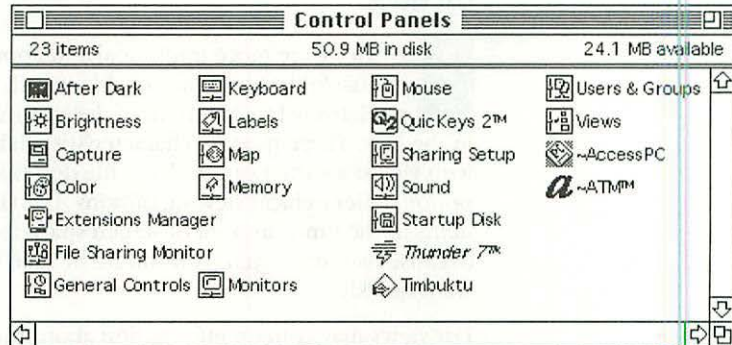 Control Panels
23 items 50.9 MB in disk 24.1 MB available
After Dark Keyboard Mouse Users & Groups
Brightness Labels QuicKeys 2™ Views
Capture Map Sharing Setup ~AccessPC
Color Memory Sound ~ATM™
Extensions Manager Startup Disk
File Sharing Monitor Thunder 7™
General Controls Monitors Timbuktu